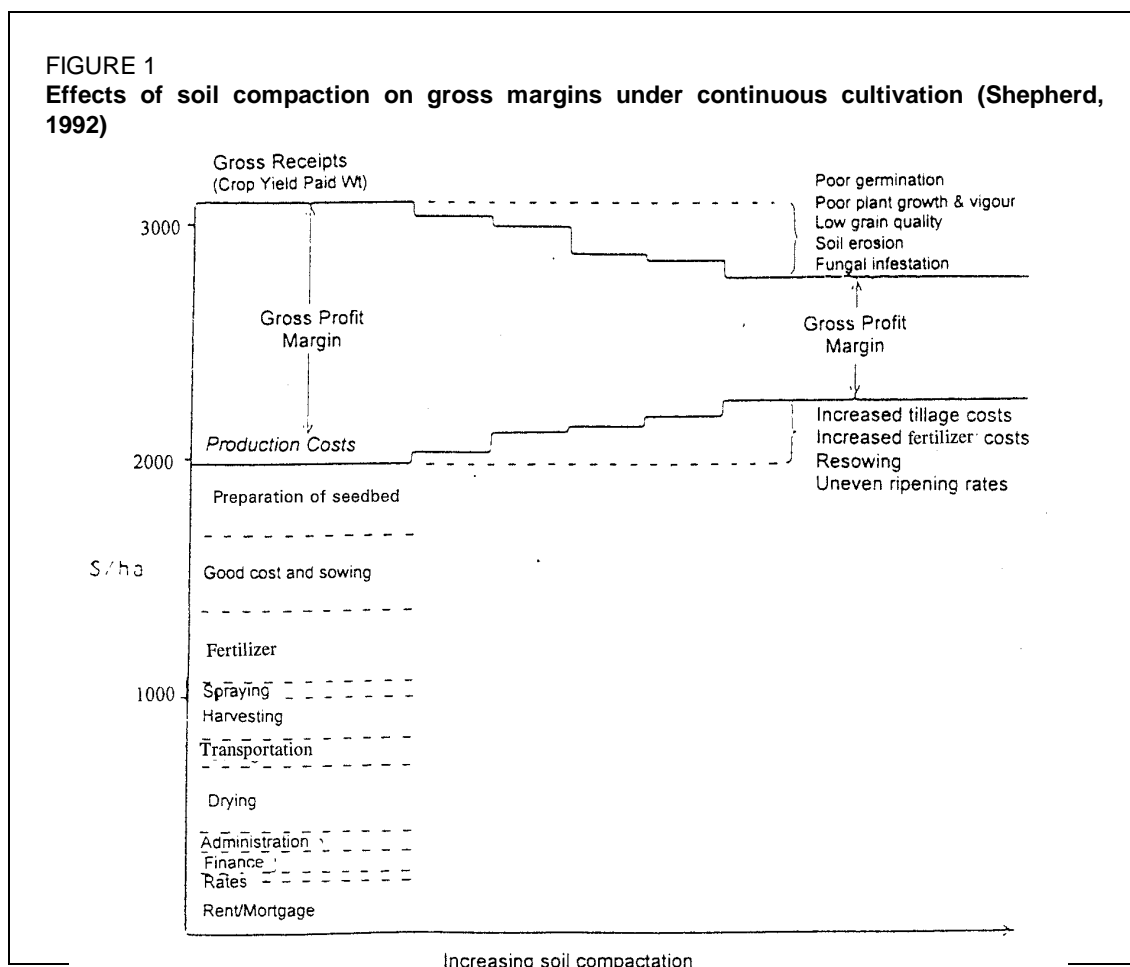 FIGURE 1
Effects of soil compaction on gross margins under continuous cultivation (Shepherd,
1992)
Gross Receipts
(Crop Yield Paid Wt)
Poor germination
Poor plant growth & vigour
Low grain quality
Soil erosion
Fungal infestation
3000
Gross Profit
Margin
Gross Profit
Margin
Production Costs
2000
Increased tillage costs
Increased fertilizer costs
Resowing
Uneven ripening rates
Preparation of seedbed
$/ha
Good cost and sowing
Fertilizer
1000
Spraying
Harvesting
Transportation
Drying
Administration
Finance
Rates
Rent/Mortgage
Increasing soil compactation